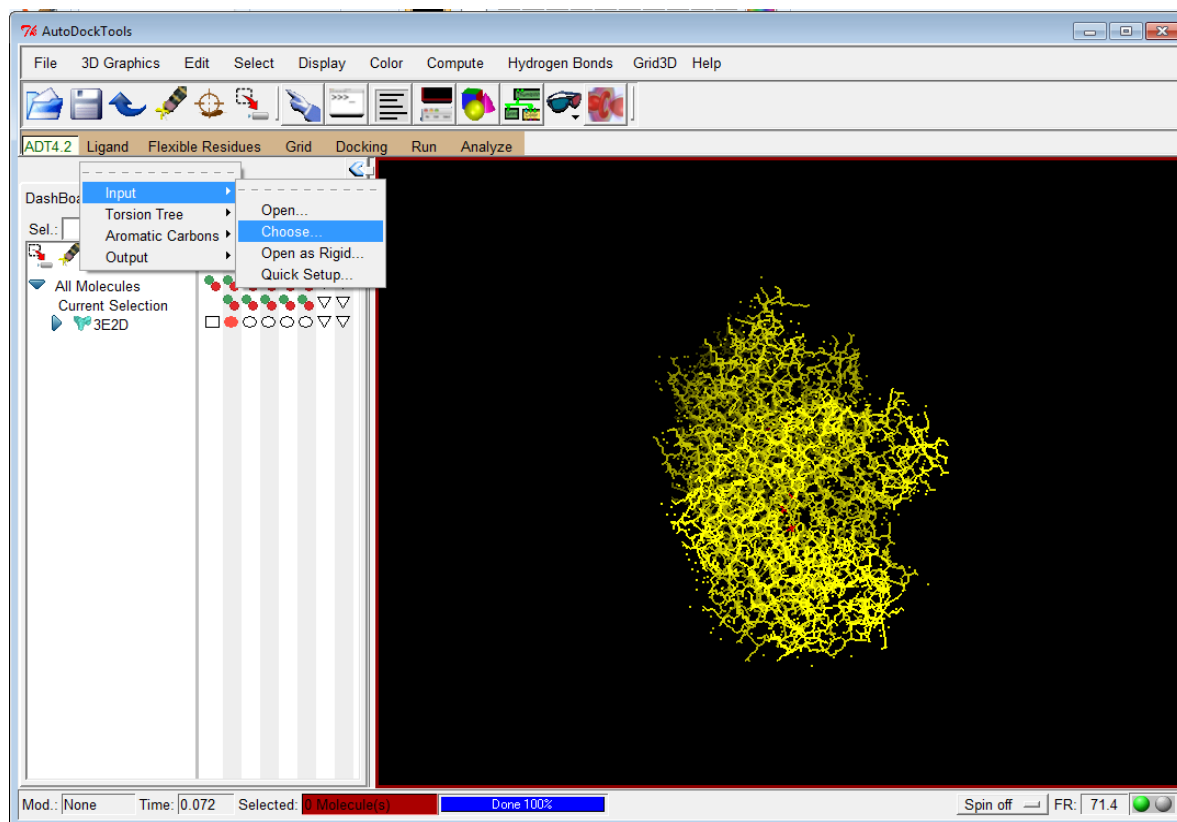 7% AutoDockTools
File 3D Graphics Edit Select Display Color Compute Hydrogen Bonds Grid3D Help
>>>_
ADT4.2 Ligand Flexible Residues Grid Docking Run Analyze
DashBoa
Input
Open...
Sel.:
Torsion Tree
Choose...
Aromatic Carbons
Open as Rigid...
Output
Quick Setup...
All Molecules
Current Selection
3E2D
Mod.: None Time: 0.072 Selected: 0 Molecule(s) Done 100% Spin off FR: 71.4